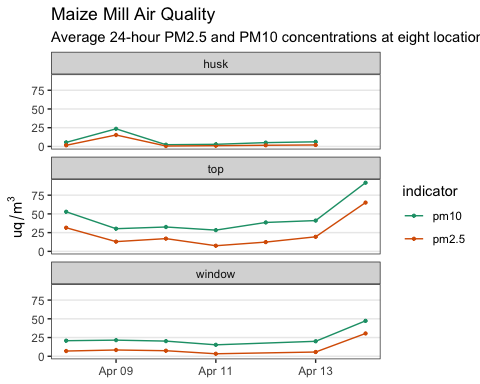 Maize Mill Air Quality
Average 24-hour PM2.5 and PM10 concentrations at eight location
husk
75
50
25
0
top
75
50
25
0
window
75
50
25
0
Apr 09 Apr 11 Apr 13
uq/m³
indicator
pm10
pm2.5